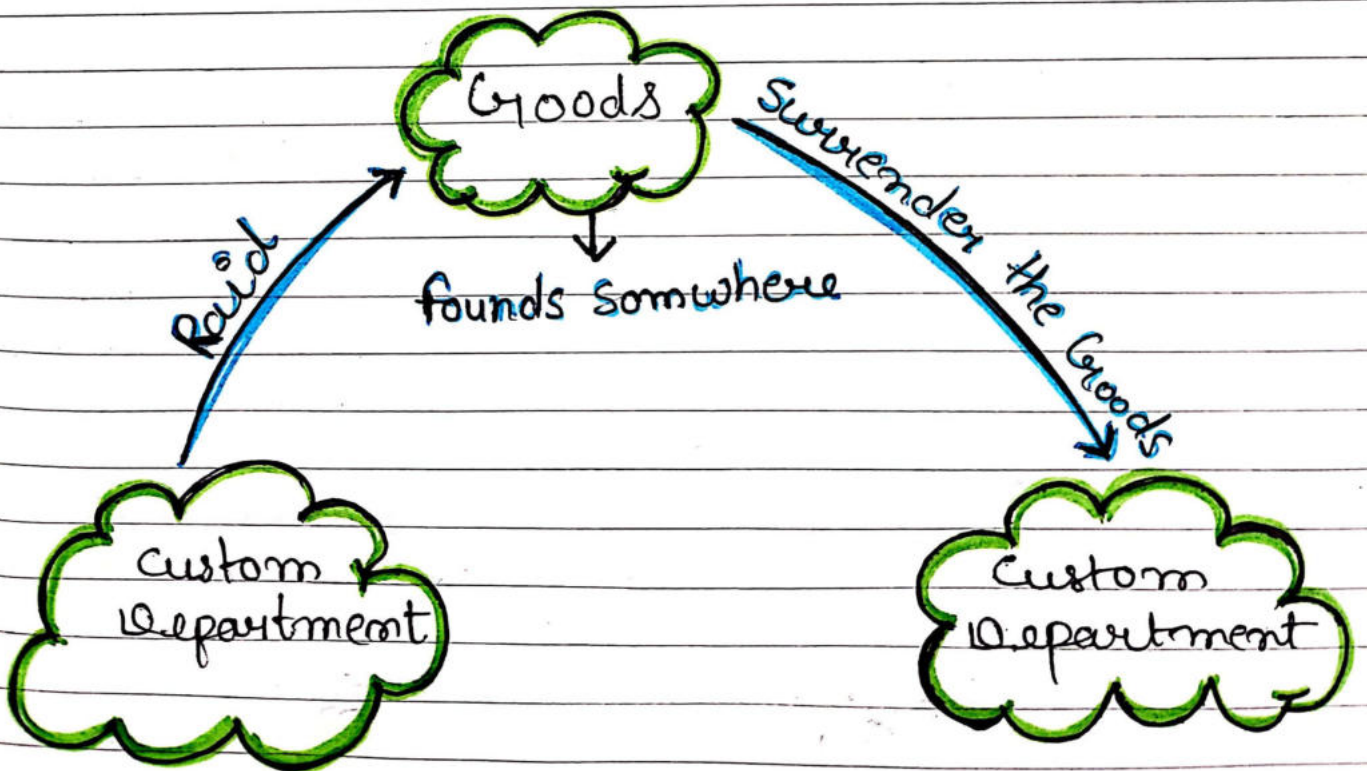 Goods
Surrender the Goods
Raid
founds Somwhere
Custom
Department
Custom
Department